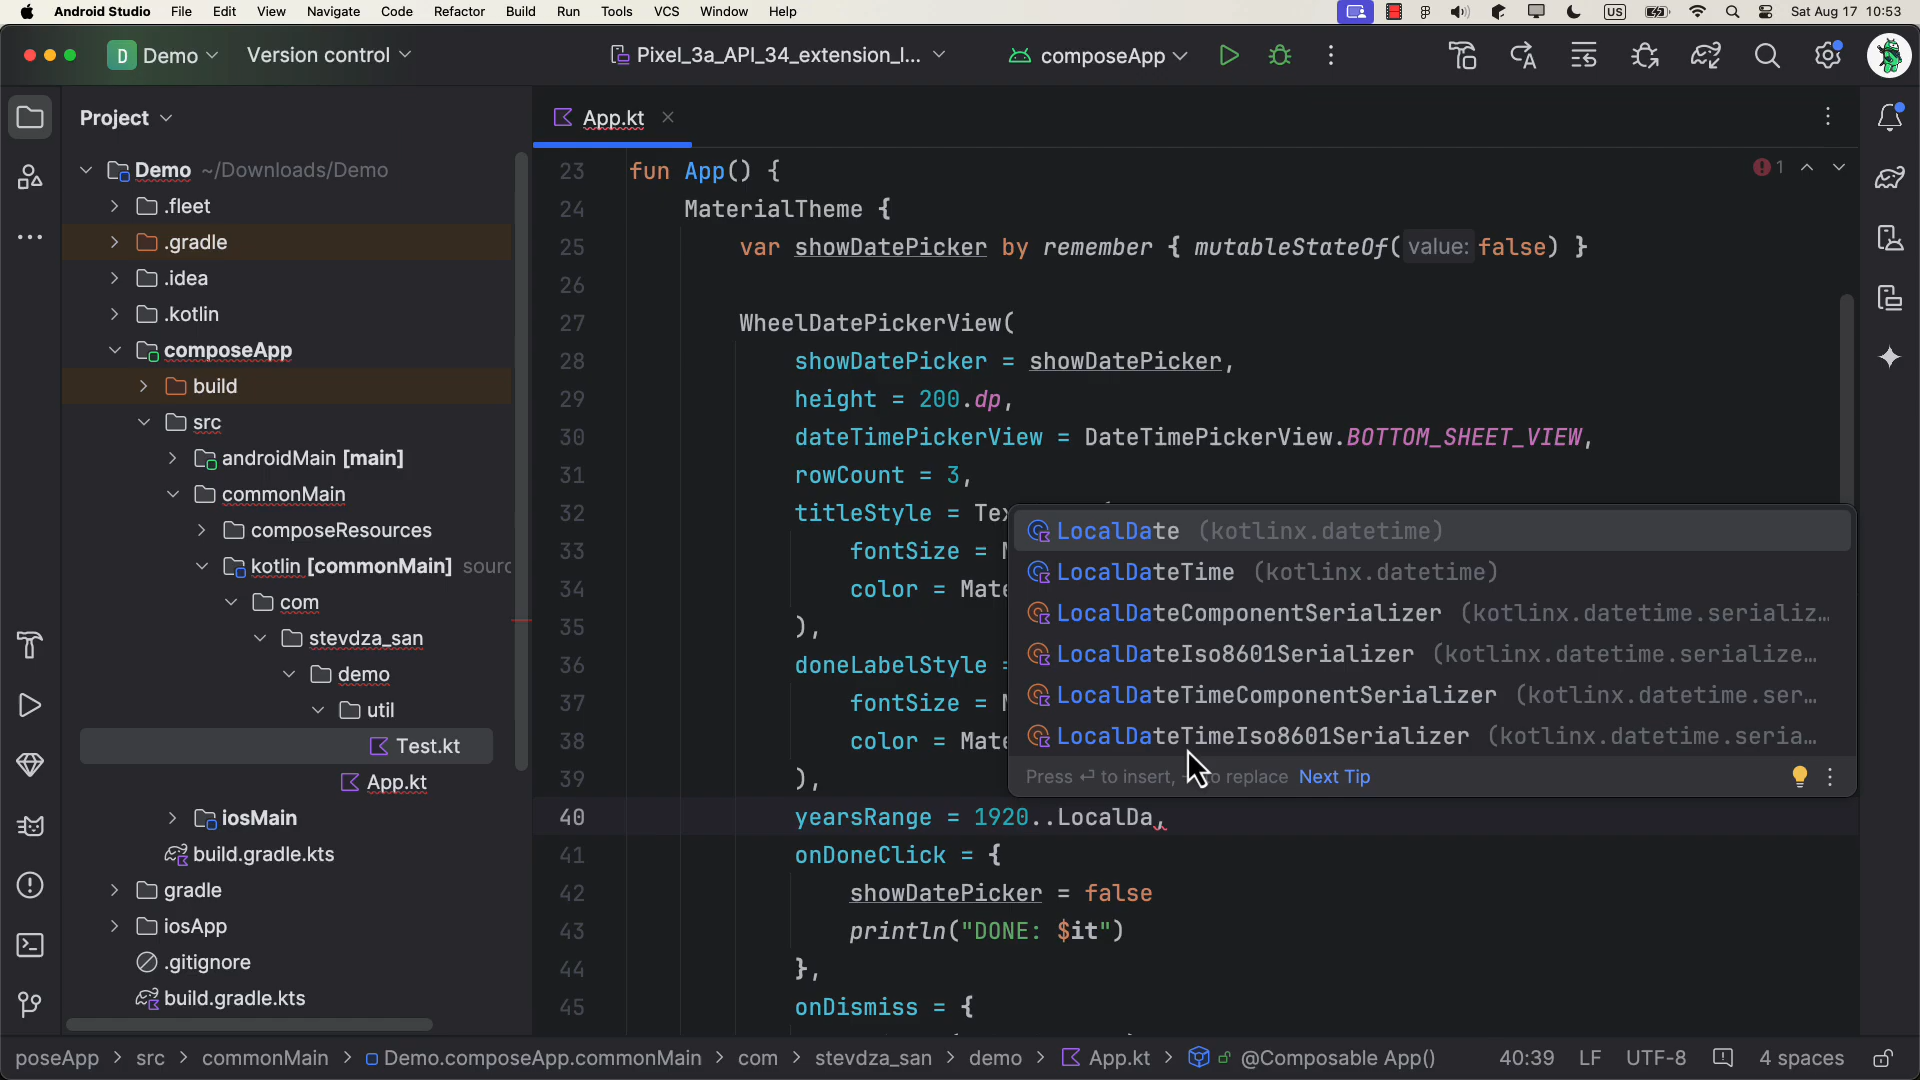 Android Studio File Edit View Navigate Code Refactor Build Run Tools VCS Window Help US Sat Aug 17 10:53
D Demo Version control Pixel_3a_API_34_extension_l... composeApp
Project
App.kt
Demo ~/Downloads/Demo
.fleet
.gradle
.idea
.kotlin
composeApp
build
src
androidMain [main]
commonMain
composeResources
kotlin [commonMain]
com
stevdza_san
demo
util
Test.kt
App.kt
iosMain
build.gradle.kts
gradle
iosApp
.gitignore
build.gradle.kts
1
23 fun App() {
24 MaterialTheme {
25 var showDatePicker by remember { mutableStateOf( value: false) }
26
27 WheelDatePickerView(
28 showDatePicker = showDatePicker,
29 height = 200.dp,
30 dateTimePickerView = DateTimePickerView.BOTTOM_SHEET_VIEW,
31 rowCount = 3,
32 titleStyle =
33 fontSize =
34 color =
35 ),
36 doneLabelStyle
37 fontSize =
38 color =
39 ),
40 yearsRange = 1920..LocalDa,
41 onDoneClick = {
42 showDatePicker = false
43 println("DONE: $it")
44 },
45 onDismiss = {
LocalDate (kotlinx.datetime)
LocalDateTime (kotlinx.datetime)
LocalDateComponentSerializer (kotlinx.datetime.serializ...
LocalDateIso8601Serializer (kotlinx.datetime.serialize...
LocalDateTimeComponentSerializer (kotlinx.datetime.ser...
LocalDateTimeIso8601Serializer (kotlinx.datetime.seria...
Press ⏎ to insert, to replace Next Tip
poseApp > src > commonMain > Demo.composeApp.commonMain > com > stevdza_san > demo > App.kt > @Composable App() 40:39 LF UTF-8 4 spaces